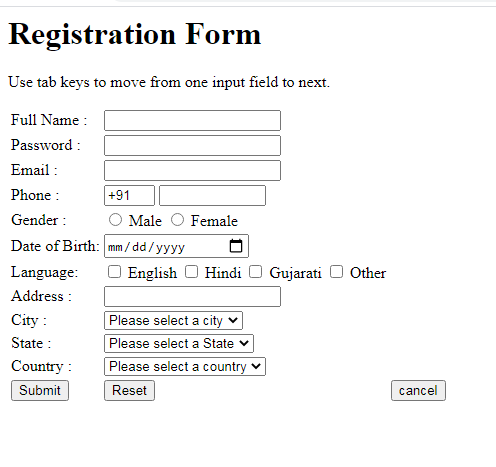 Registration Form
Use tab keys to move from one input field to next.
Full Name :
Password :
Email :
Phone : +91
Gender : Male Female
Date of Birth: mm/dd/yyyy
Language: English Hindi Gujarati Other
Address :
City : Please select a city
State : Please select a State
Country : Please select a country
Submit Reset cancel